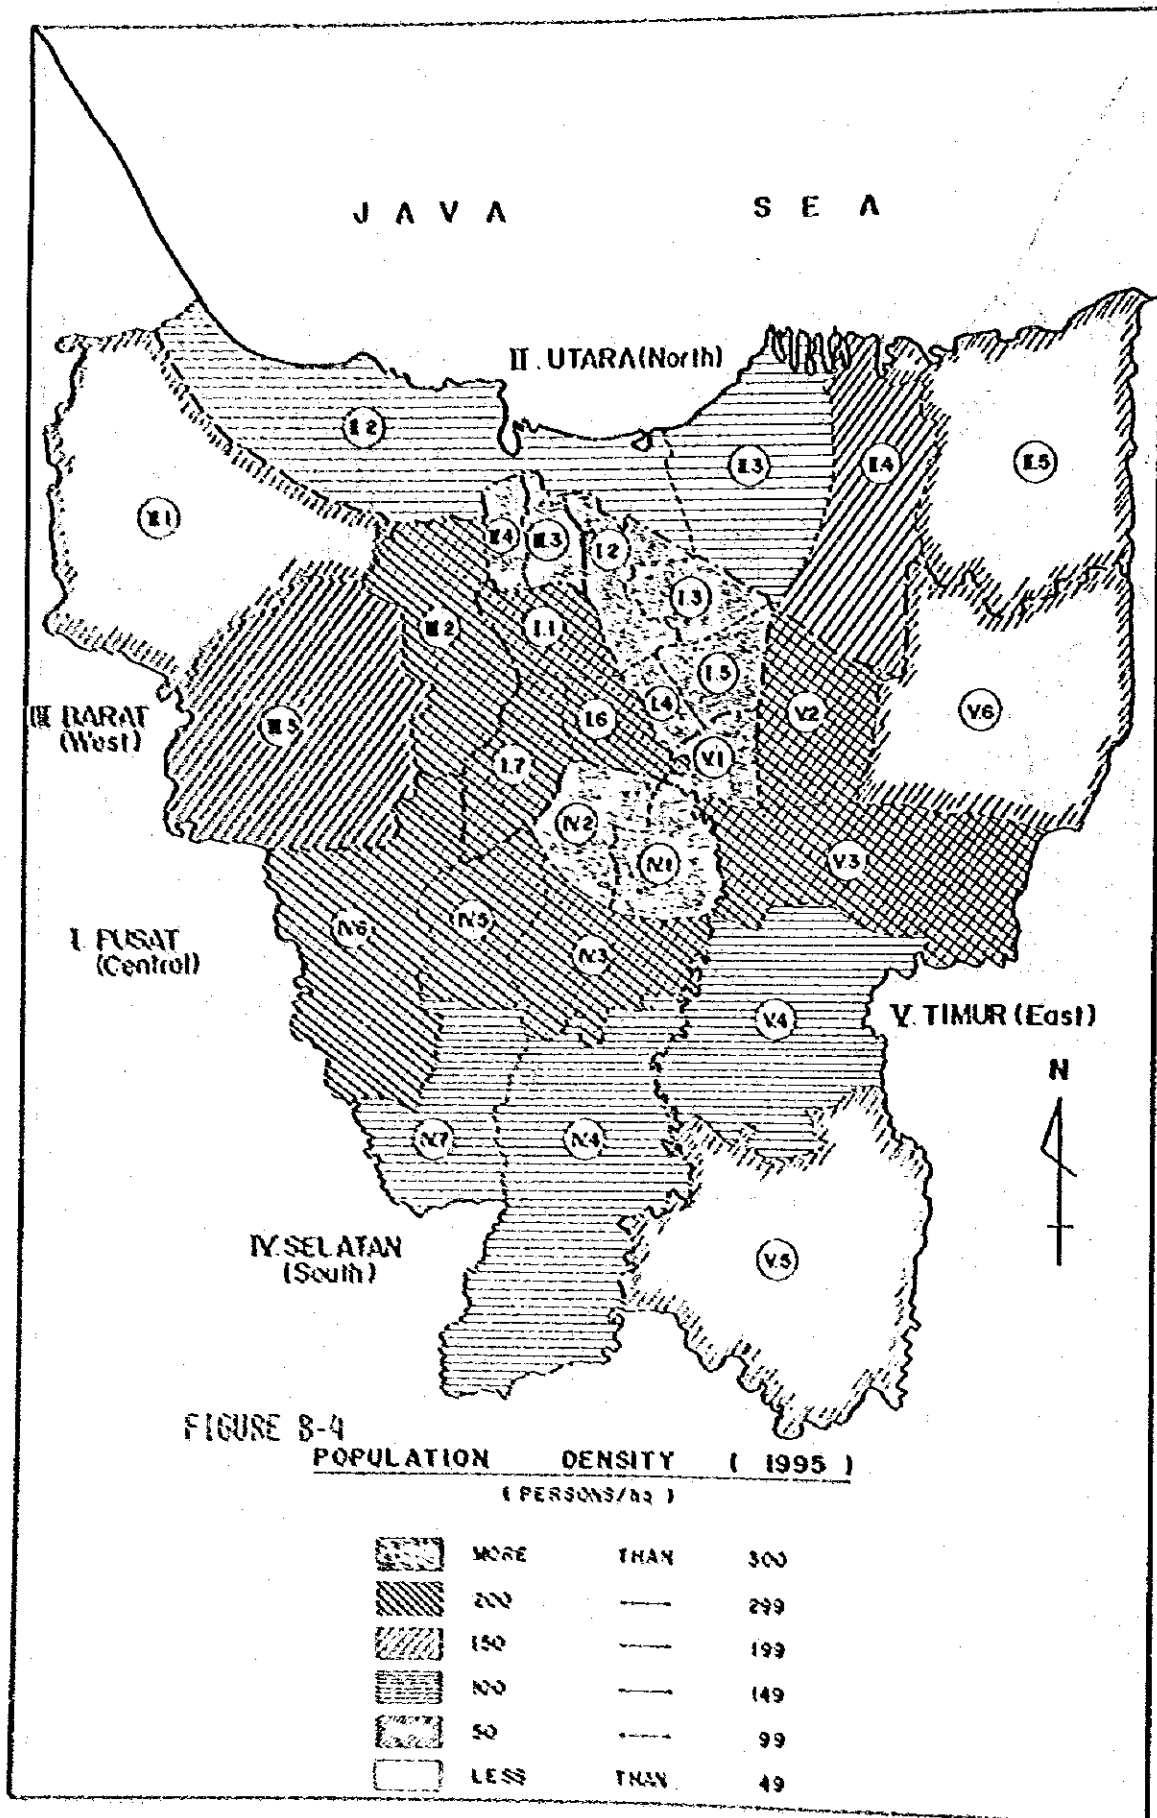 JAVA SEA
II. UTARA (North)
II.2
II.3
II.4
II.5
III.1
III.4
III.3
I.2
I.3
III.2
I.1
I.5
I.4
III.5
I.6
V.2
V.6
III. BARAT
(West)
I.7
V.1
IV.2
IV.1
V.3
IV.6
IV.5
IV.3
I. PUSAT
(Central)
V.4
V. TIMUR (East)
N
IV.7
IV.4
IV. SELATAN
(South)
V.5
FIGURE B-4
POPULATION DENSITY ( 1995 )
( PERSONS/ha )
MORE THAN 300
200 — 299
150 — 199
100 — 149
50 — 99
LESS THAN 49